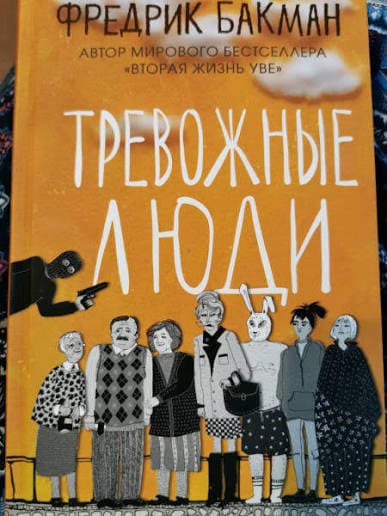 ФРЕДРИК БАКМАН
АВТОР МИРОВОГО БЕСТСЕЛЛЕРА
«ВТОРАЯ ЖИЗНЬ УВЕ»
ТРЕВОЖНЫЕ
ЛЮДИ